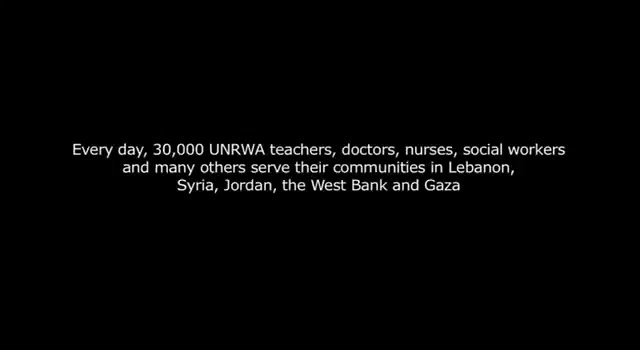 Every day, 30,000 UNRWA teachers, doctors, nurses, social workers
and many others serve their communities in Lebanon,
Syria, Jordan, the West Bank and Gaza